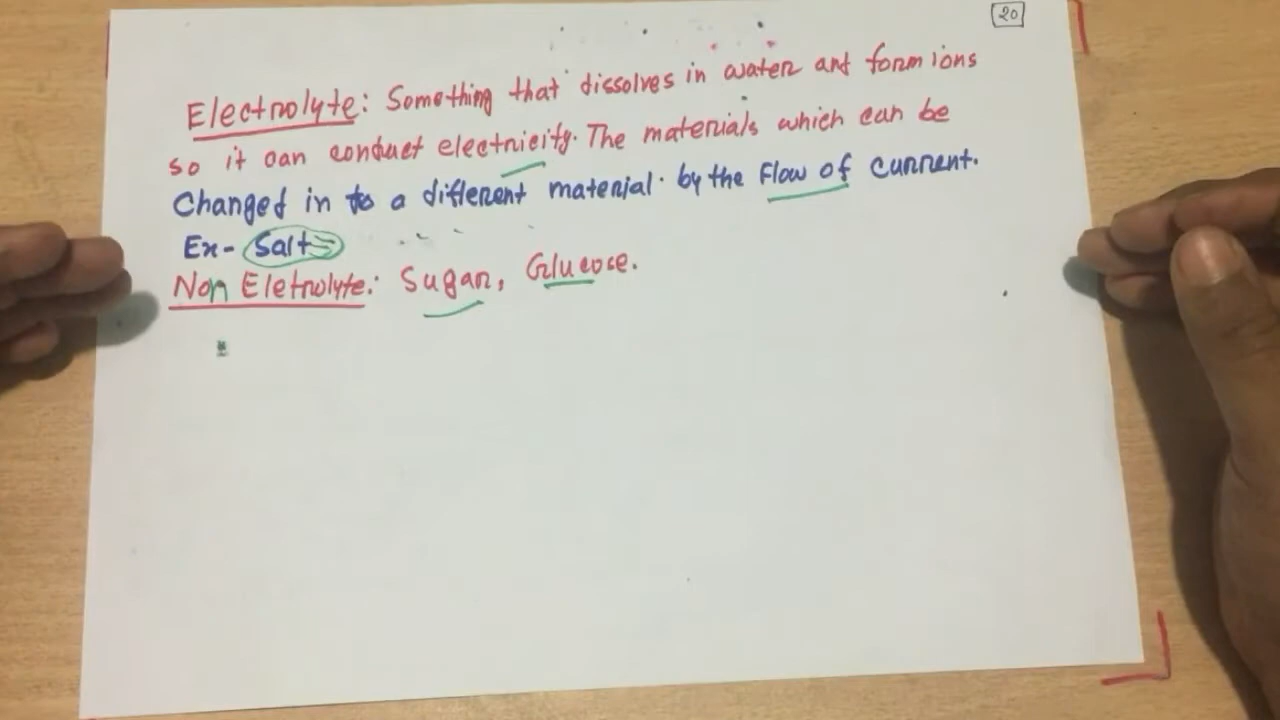 20
Electrolyte: Something that dissolves in water and form ions
so it can conduct electricity. The materials which can be
Changed in to a different material. by the Flow of Current.
Ex- Salt
Non Eletrolyte: Sugar, Glucose.